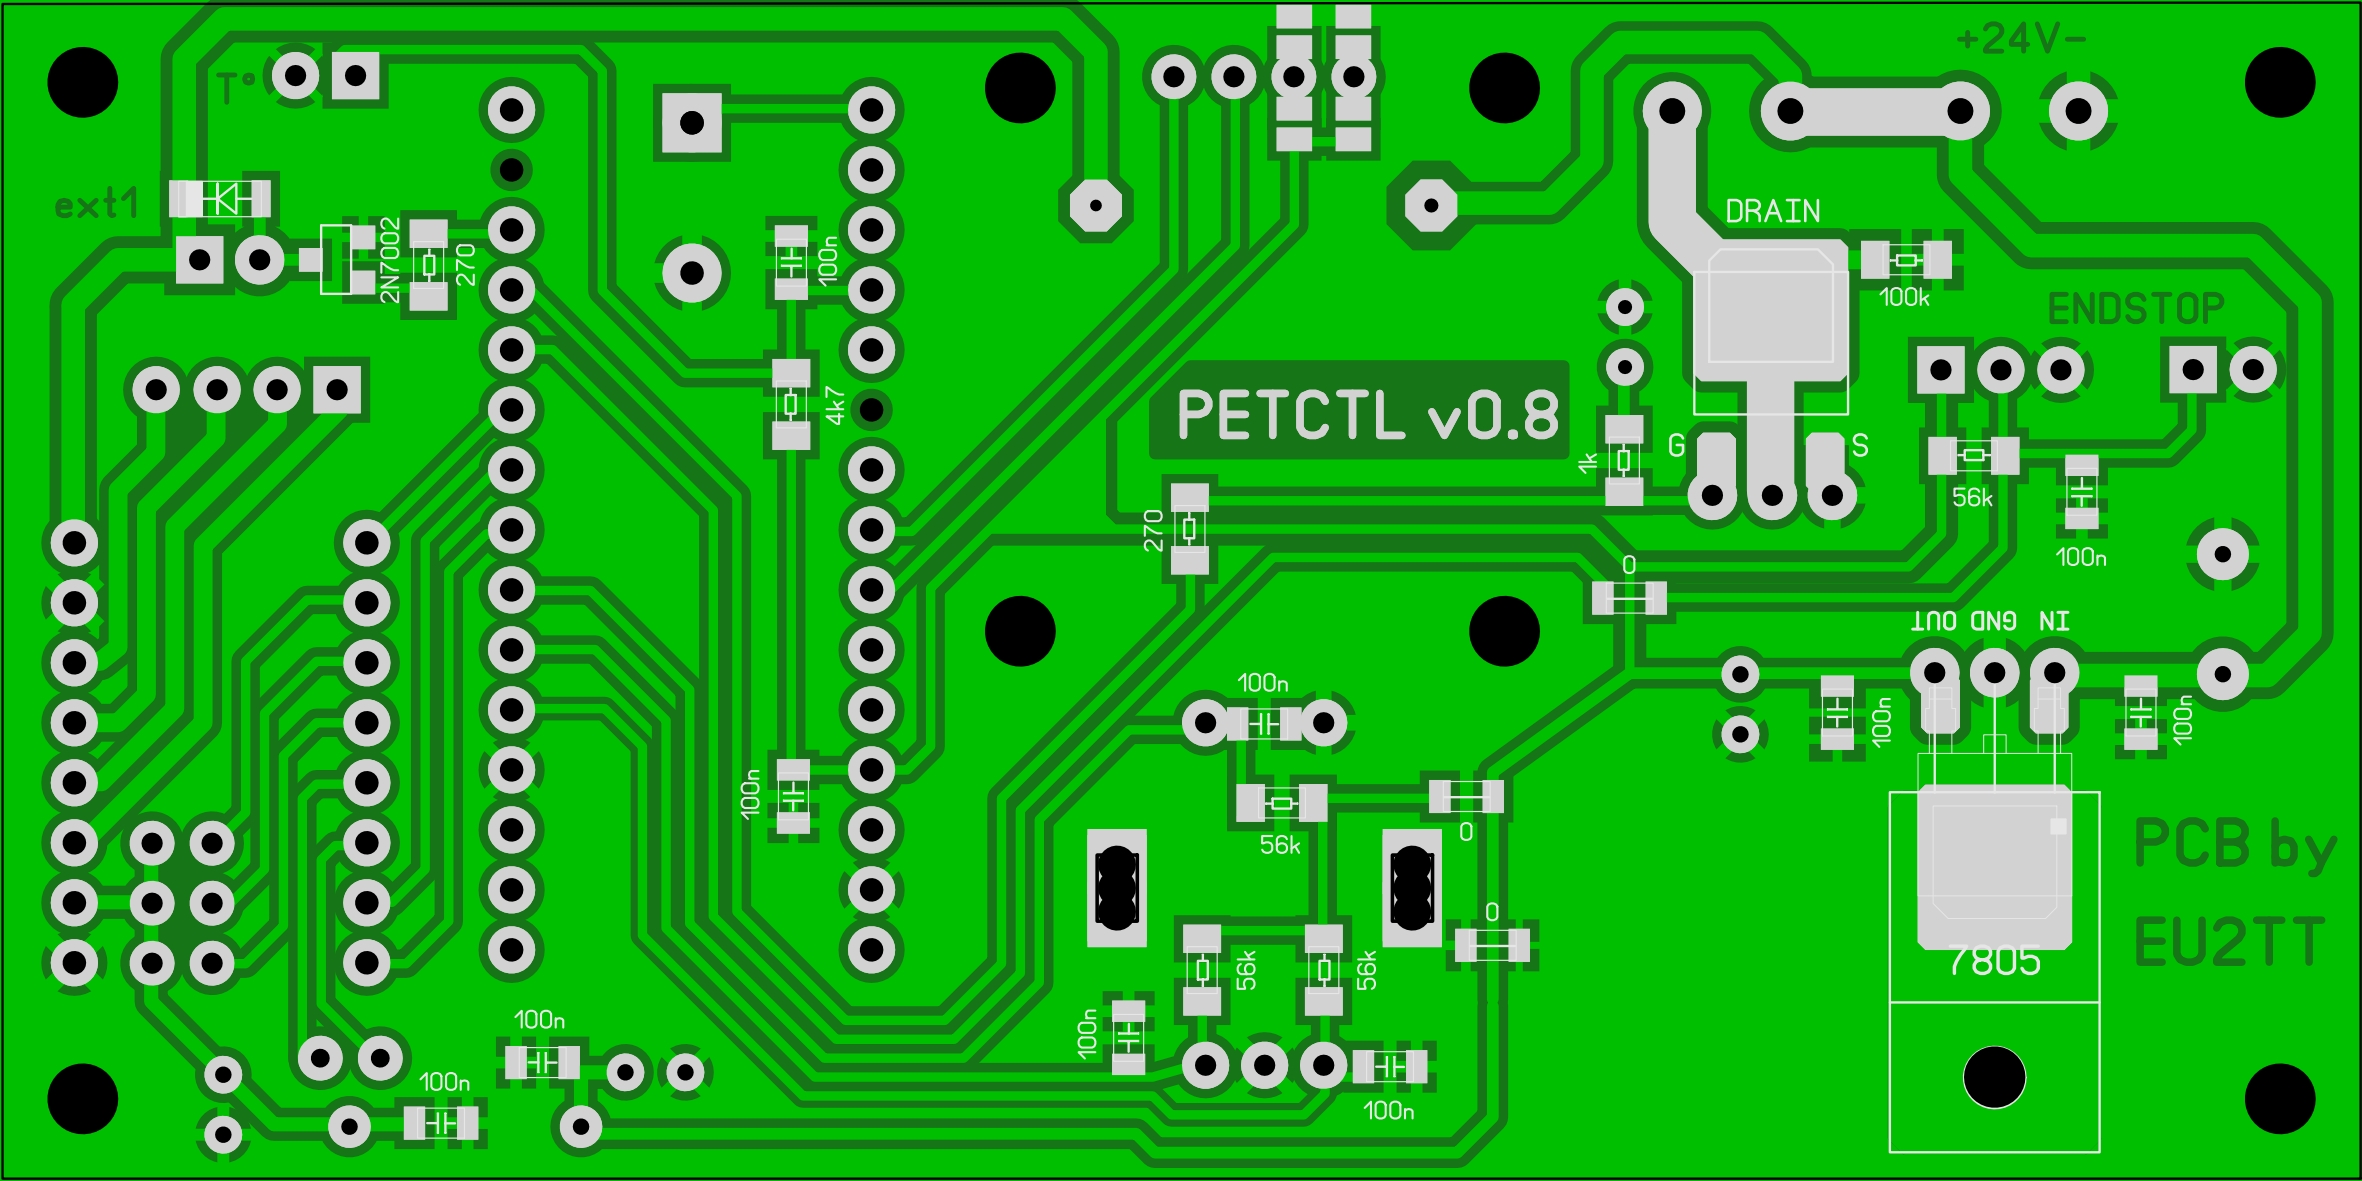 +24V-
T°
ext1
2N7002
270
100n
DRAIN
100k
ENDSTOP
4k7
PETCTL v0.8
G
S
1k
56k
270
100n
0
OUT GND IN
100n
100n
100n
100n
56k
0
PCB by
EU2TT
0
7805
56k
56k
100n
100n
100n
100n